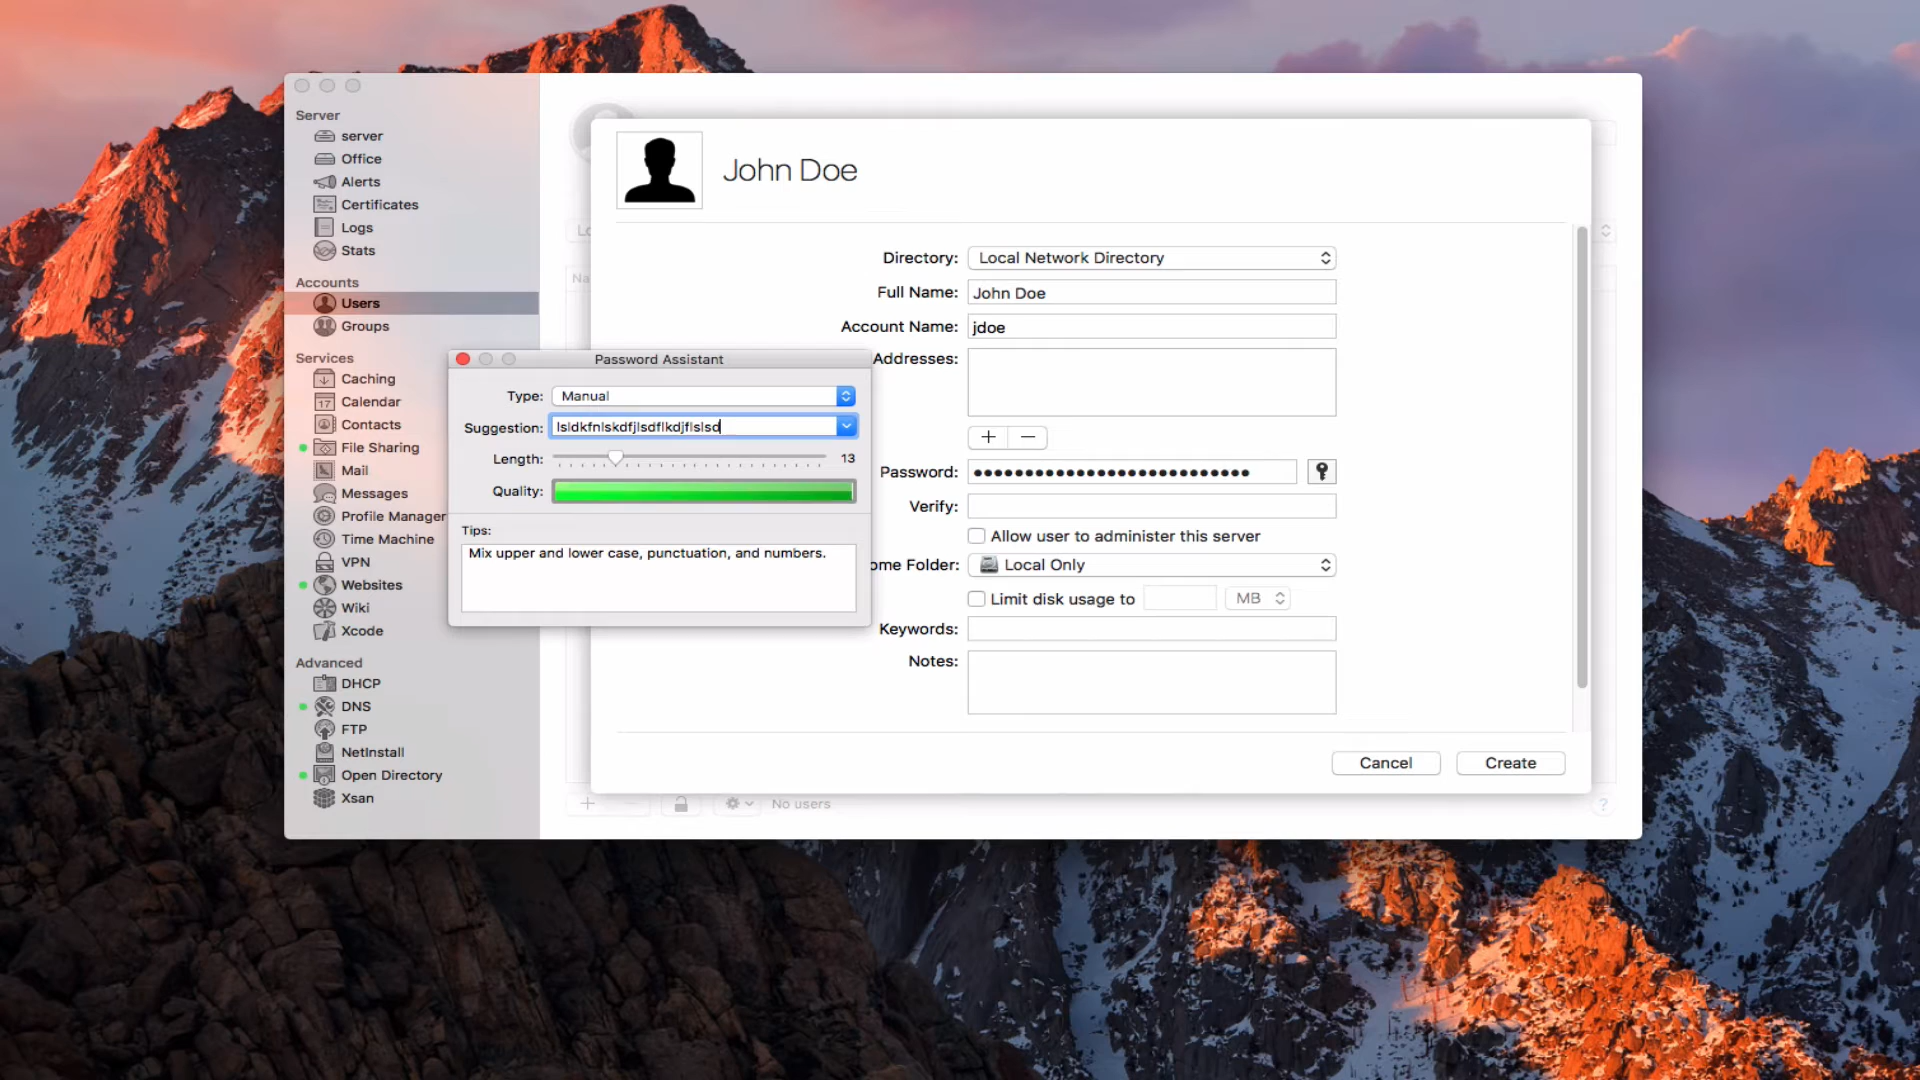 Server
server
Office
Alerts
Certificates
Logs
Stats
Accounts
Users
Groups
Services
Caching
Calendar
Contacts
File Sharing
Mail
Messages
Profile Manager
Time Machine
VPN
Websites
Wiki
Xcode
Advanced
DHCP
DNS
FTP
NetInstall
Open Directory
Xsan
John Doe
Directory: Local Network Directory
Full Name: John Doe
Account Name: jdoe
Addresses:
Password:
Verify:
Allow user to administer this server
ome Folder: Local Only
Limit disk usage to MB
Keywords:
Notes:
Cancel Create
No users
Password Assistant
Type: Manual
Suggestion:
Length: 13
Quality:
Tips:
Mix upper and lower case, punctuation, and numbers.
17